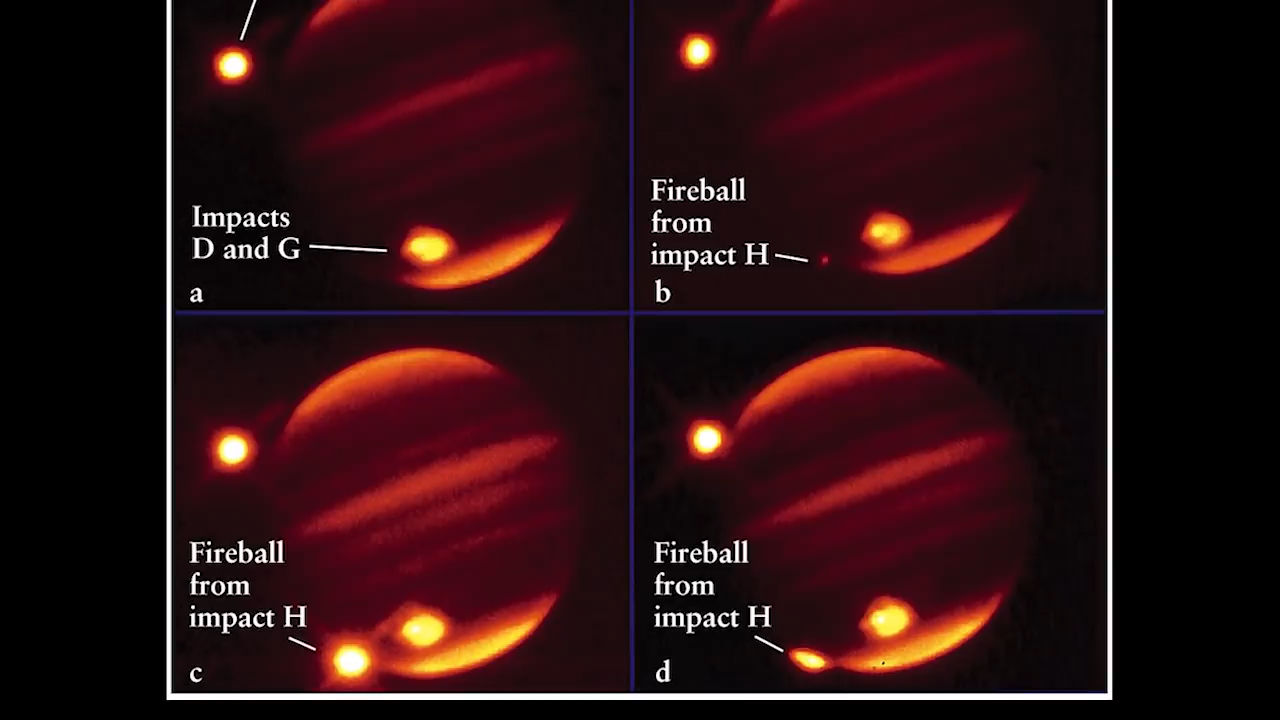 Impacts
D and G
a
Fireball
from
impact H
b
Fireball
from
impact H
c
Fireball
from
impact H
d